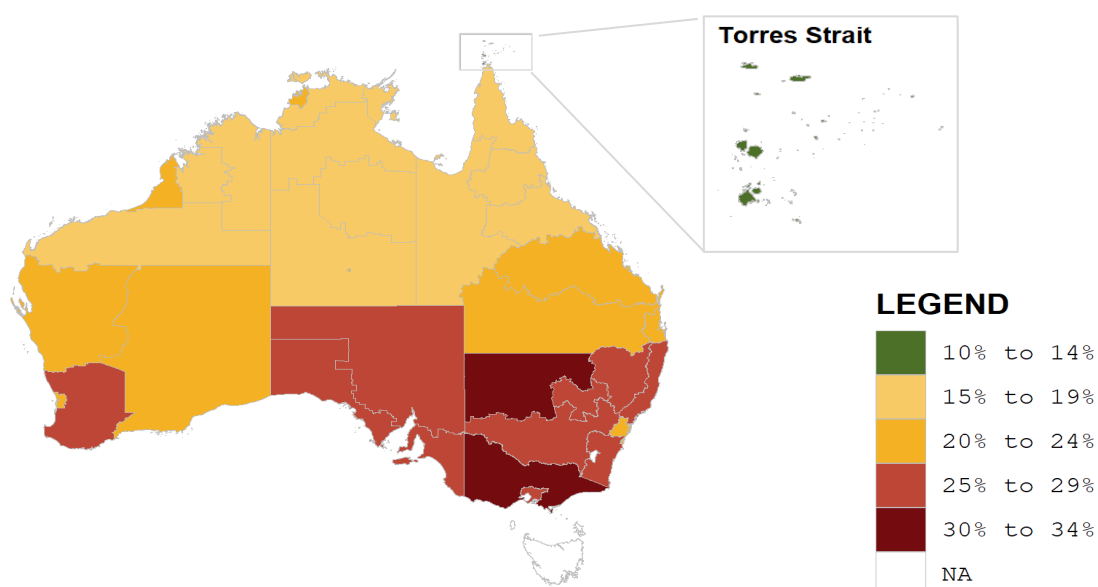 Torres Strait
LEGEND
10% to 14%
15% to 19%
20% to 24%
25% to 29%
30% to 34%
NA